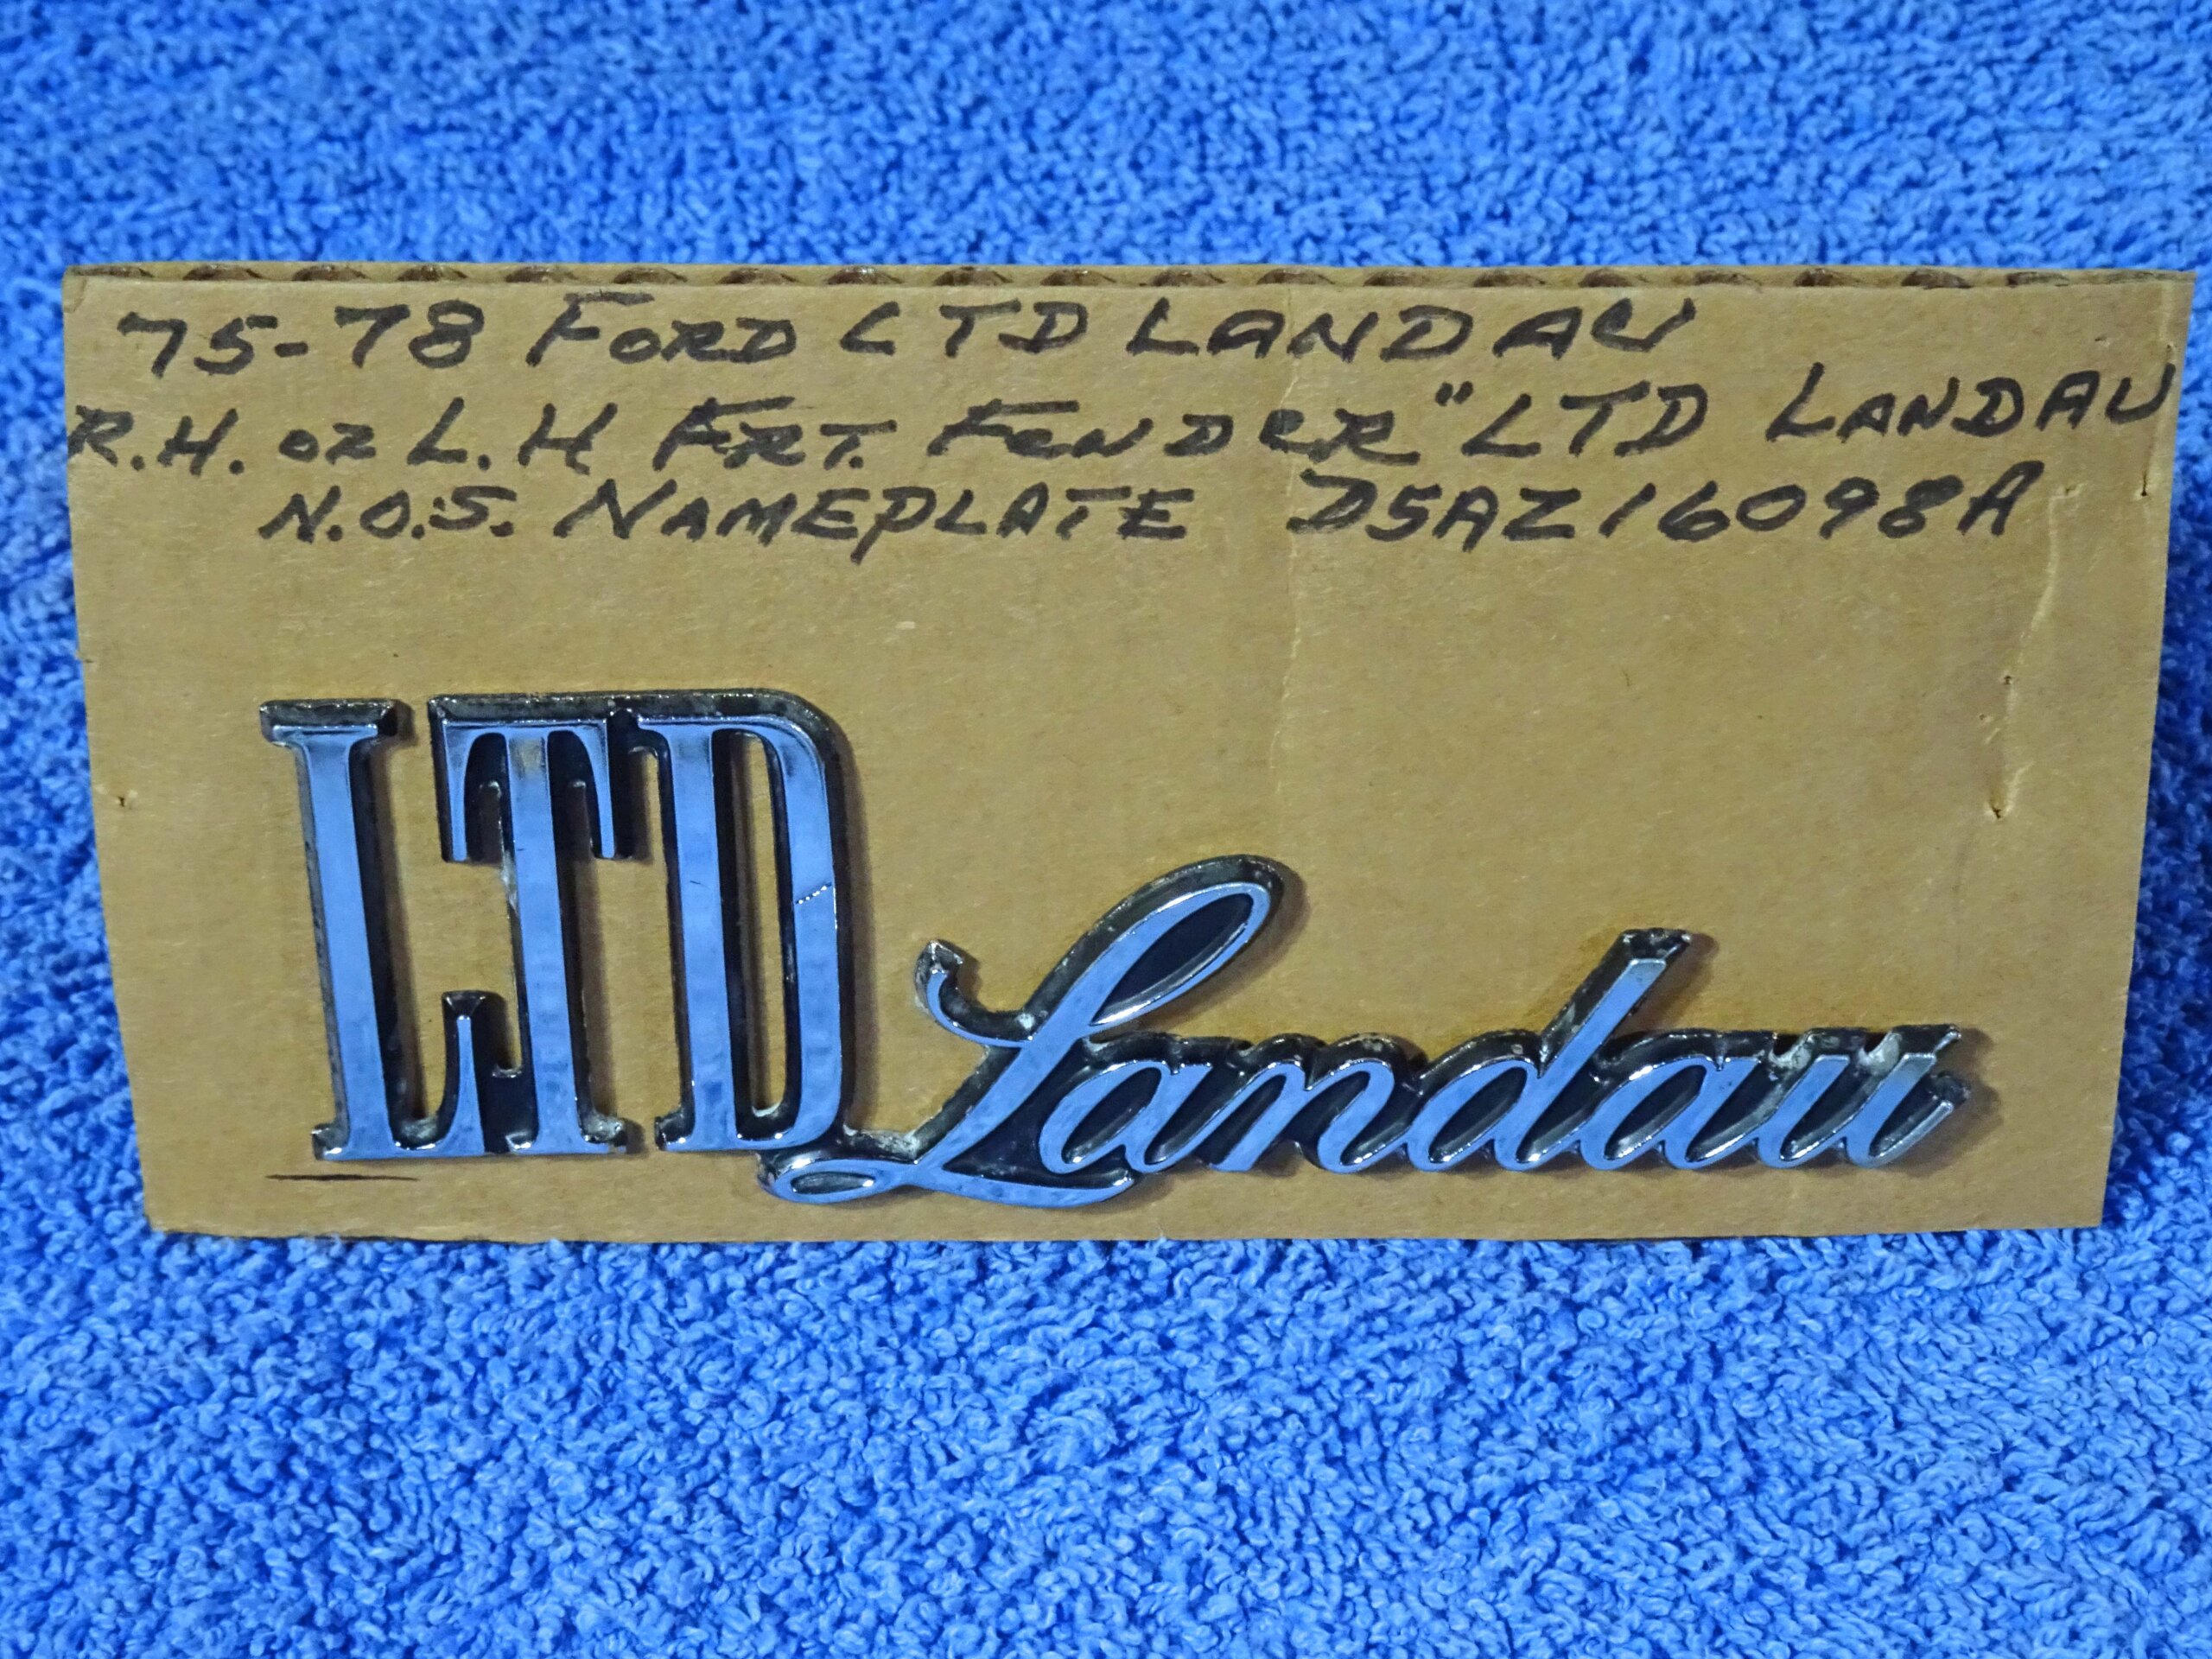 75-78 FORD LTD LANDAU
R.H. OR L.H FRT. FENDER "LTD LANDAU
N.O.S. NAMEPLATE D5AZ16098A
LTD Landau